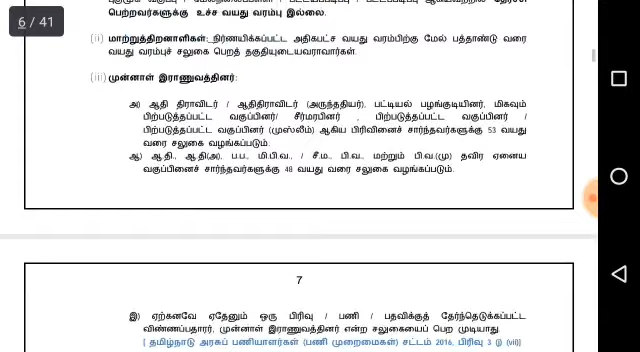 6 / 41
பெற்றவர்களுக்கு உச்ச வயது வரம்பு இல்லை.
(ii) மாற்றுத்திறனாளிகள்: நிர்ணயிக்கப்பட்ட அதிகபட்ச வயது வரம்பிற்கு மேல் பத்தாண்டு வரை
வயது வரம்புச் சலுகை பெறத் தகுதியுடையவராவார்கள்.
(iii) முன்னாள் இராணுவத்தினர்:
அ) ஆதி திராவிடர் / ஆதிதிராவிடர் (அருந்ததியர்), பட்டியல் பழங்குடியினர், மிகவும்
பிற்படுத்தப்பட்ட வகுப்பினர்/ சீர்மரபினர் , பிற்படுத்தப்பட்ட வகுப்பினர் /
பிற்படுத்தப்பட்ட வகுப்பினர் (முஸ்லீம்) ஆகிய பிரிவினைச் சார்ந்தவர்களுக்கு 53 வயது
வரை சலுகை வழங்கப்படும்.
ஆ) ஆ.தி., ஆ.தி(அ), ப.ப., மி.பி.வ., / சீ.ம., பி.வ., மற்றும் பி.வ.(மு) தவிர ஏனைய
வகுப்பினைச் சார்ந்தவர்களுக்கு 48 வயது வரை சலுகை வழங்கப்படும்.
7
இ) ஏற்கனவே ஏதேனும் ஒரு பிரிவு / பணி / பதவிக்குத் தேர்ந்தெடுக்கப்பட்ட
விண்ணப்பதாரர், முன்னாள் இராணுவத்தினர் என்ற சலுகையைப் பெற முடியாது.
[ தமிழ்நாடு அரசுப் பணியாளர்கள் (பணி முறைமைகள்) சட்டம் 2016, பிரிவு 3 (j) (vii)]